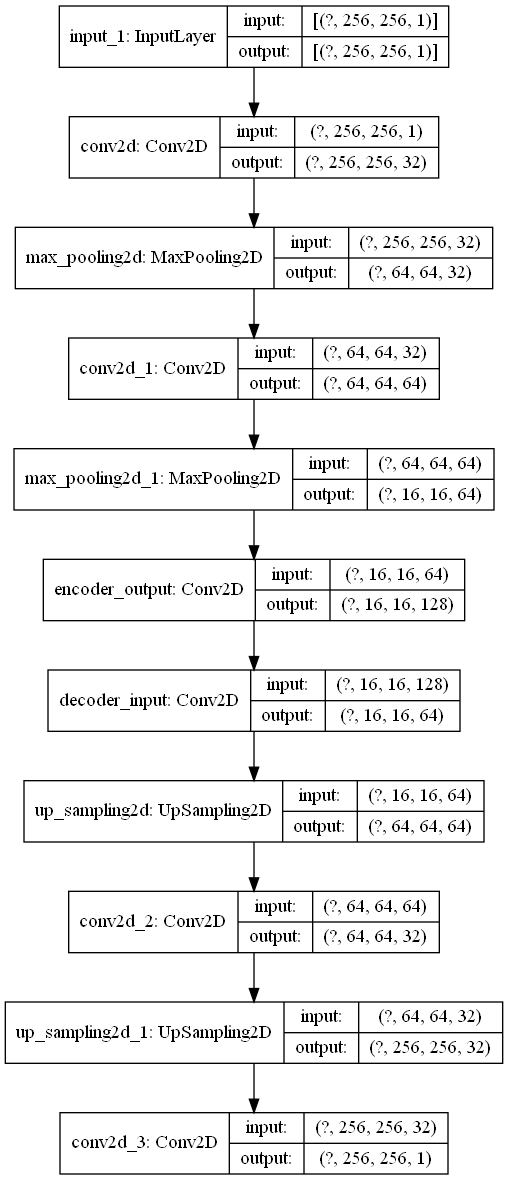 input_1: InputLayer
input: [(?, 256, 256, 1)]
output: [(?, 256, 256, 1)]
conv2d: Conv2D
input: (?, 256, 256, 1)
output: (?, 256, 256, 32)
max_pooling2d: MaxPooling2D
input: (?, 256, 256, 32)
output: (?, 64, 64, 32)
conv2d_1: Conv2D
input: (?, 64, 64, 32)
output: (?, 64, 64, 64)
max_pooling2d_1: MaxPooling2D
input: (?, 64, 64, 64)
output: (?, 16, 16, 64)
encoder_output: Conv2D
input: (?, 16, 16, 64)
output: (?, 16, 16, 128)
decoder_input: Conv2D
input: (?, 16, 16, 128)
output: (?, 16, 16, 64)
up_sampling2d: UpSampling2D
input: (?, 16, 16, 64)
output: (?, 64, 64, 64)
conv2d_2: Conv2D
input: (?, 64, 64, 64)
output: (?, 64, 64, 32)
up_sampling2d_1: UpSampling2D
input: (?, 64, 64, 32)
output: (?, 256, 256, 32)
conv2d_3: Conv2D
input: (?, 256, 256, 32)
output: (?, 256, 256, 1)